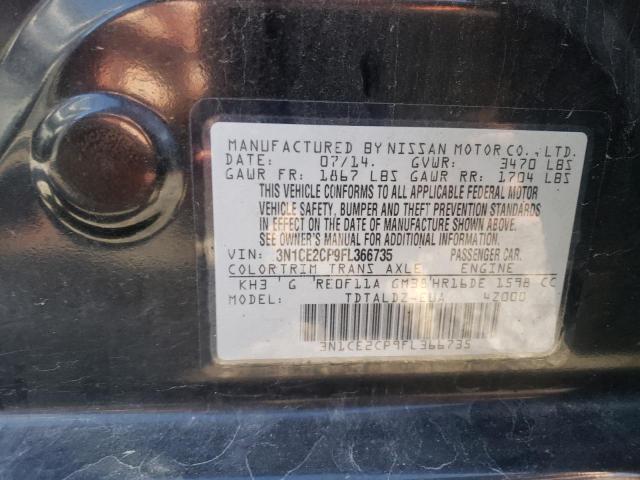 MANUFACTURED BY NISSAN MOTOR CO., LTD.
DATE: 07/14. GVWR: 3470 LBS
GAWR FR: 1867 LBS GAWR RR: 1704 LBS
THIS VEHICLE CONFORMS TO ALL APPLICABLE FEDERAL MOTOR
VEHICLE SAFETY, BUMPER AND THEFT PREVENTION STANDARDS
IN EFFECT ON THE DATE OF MANUFACTURE SHOWN ABOVE.
SEE OWNER'S MANUAL FOR ADDITIONAL INFORMATION.
VIN: 3N1CE2CP9FL366735 PASSENGER CAR.
COLOR TRIM TRANS AXLE ENGINE
KH3 G RE0F11A GM38 HR16DE 1598 CC
MODEL: TDTALDZ-EUA 4Z000
3N1CE2CP9FL366735